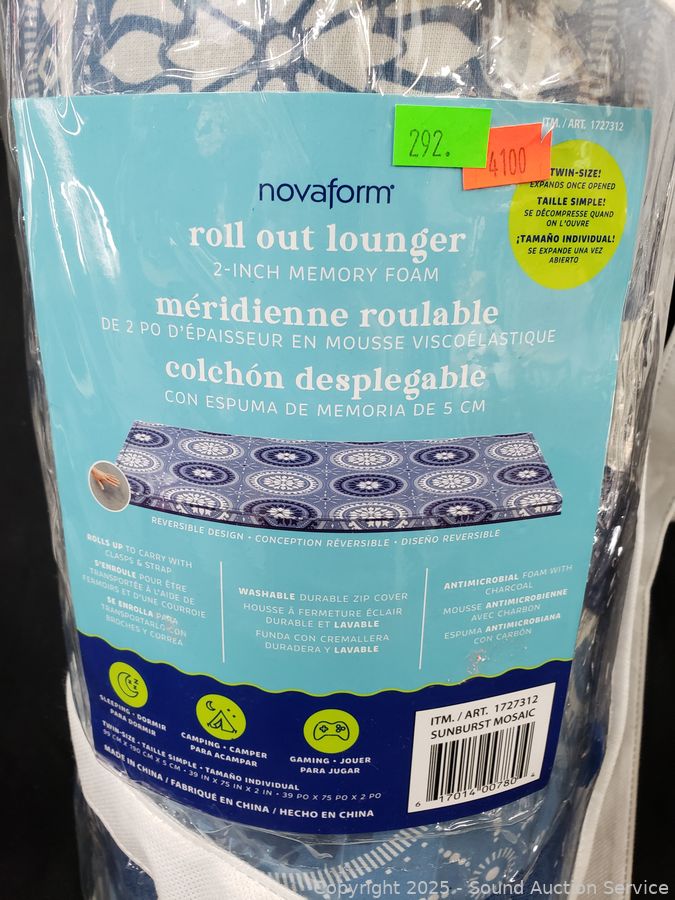 292.
4100
ITM. / ART. 1727312
TWIN-SIZE!
EXPANDS ONCE OPENED
TAILLE SIMPLE!
SE DÉCOMPRESSE QUAND
ON L'OUVRE
¡TAMAÑO INDIVIDUAL!
SE EXPANDE UNA VEZ
ABIERTO
novaform®
roll out lounger
2-INCH MEMORY FOAM
méridienne roulable
DE 2 PO D'ÉPAISSEUR EN MOUSSE VISCOÉLASTIQUE
colchón desplegable
CON ESPUMA DE MEMORIA DE 5 CM
REVERSIBLE DESIGN • CONCEPTION RÉVERSIBLE • DISEÑO REVERSIBLE
ROLLS UP TO CARRY WITH
CLASPS & STRAP
S'ENROULE POUR ÊTRE
TRANSPORTÉE À L'AIDE DE
FERMOIRS ET D'UNE COURROIE
SE ENROLLA PARA
TRANSPORTARLO CON
BROCHES Y CORREA
WASHABLE DURABLE ZIP COVER
HOUSSE À FERMETURE ÉCLAIR
DURABLE ET LAVABLE
FUNDA CON CREMALLERA
DURADERA Y LAVABLE
ANTIMICROBIAL FOAM WITH
CHARCOAL
MOUSSE ANTIMICROBIENNE
AVEC CHARBON
ESPUMA ANTIMICROBIANA
CON CARBÓN
SLEEPING • DORMIR
PARA DORMIR
CAMPING • CAMPER
PARA ACAMPAR
GAMING • JOUER
PARA JUGAR
TWIN-SIZE • TAILLE SIMPLE • TAMAÑO INDIVIDUAL
99 CM X 190 CM X 5 CM • 39 IN X 75 IN X 2 IN • 39 PO X 75 PO X 2 PO
MADE IN CHINA / FABRIQUÉ EN CHINA / HECHO EN CHINA
ITM. / ART. 1727312
SUNBURST MOSAIC
6 17014 00780 4
Copyright 2025 - Sound Auction Service